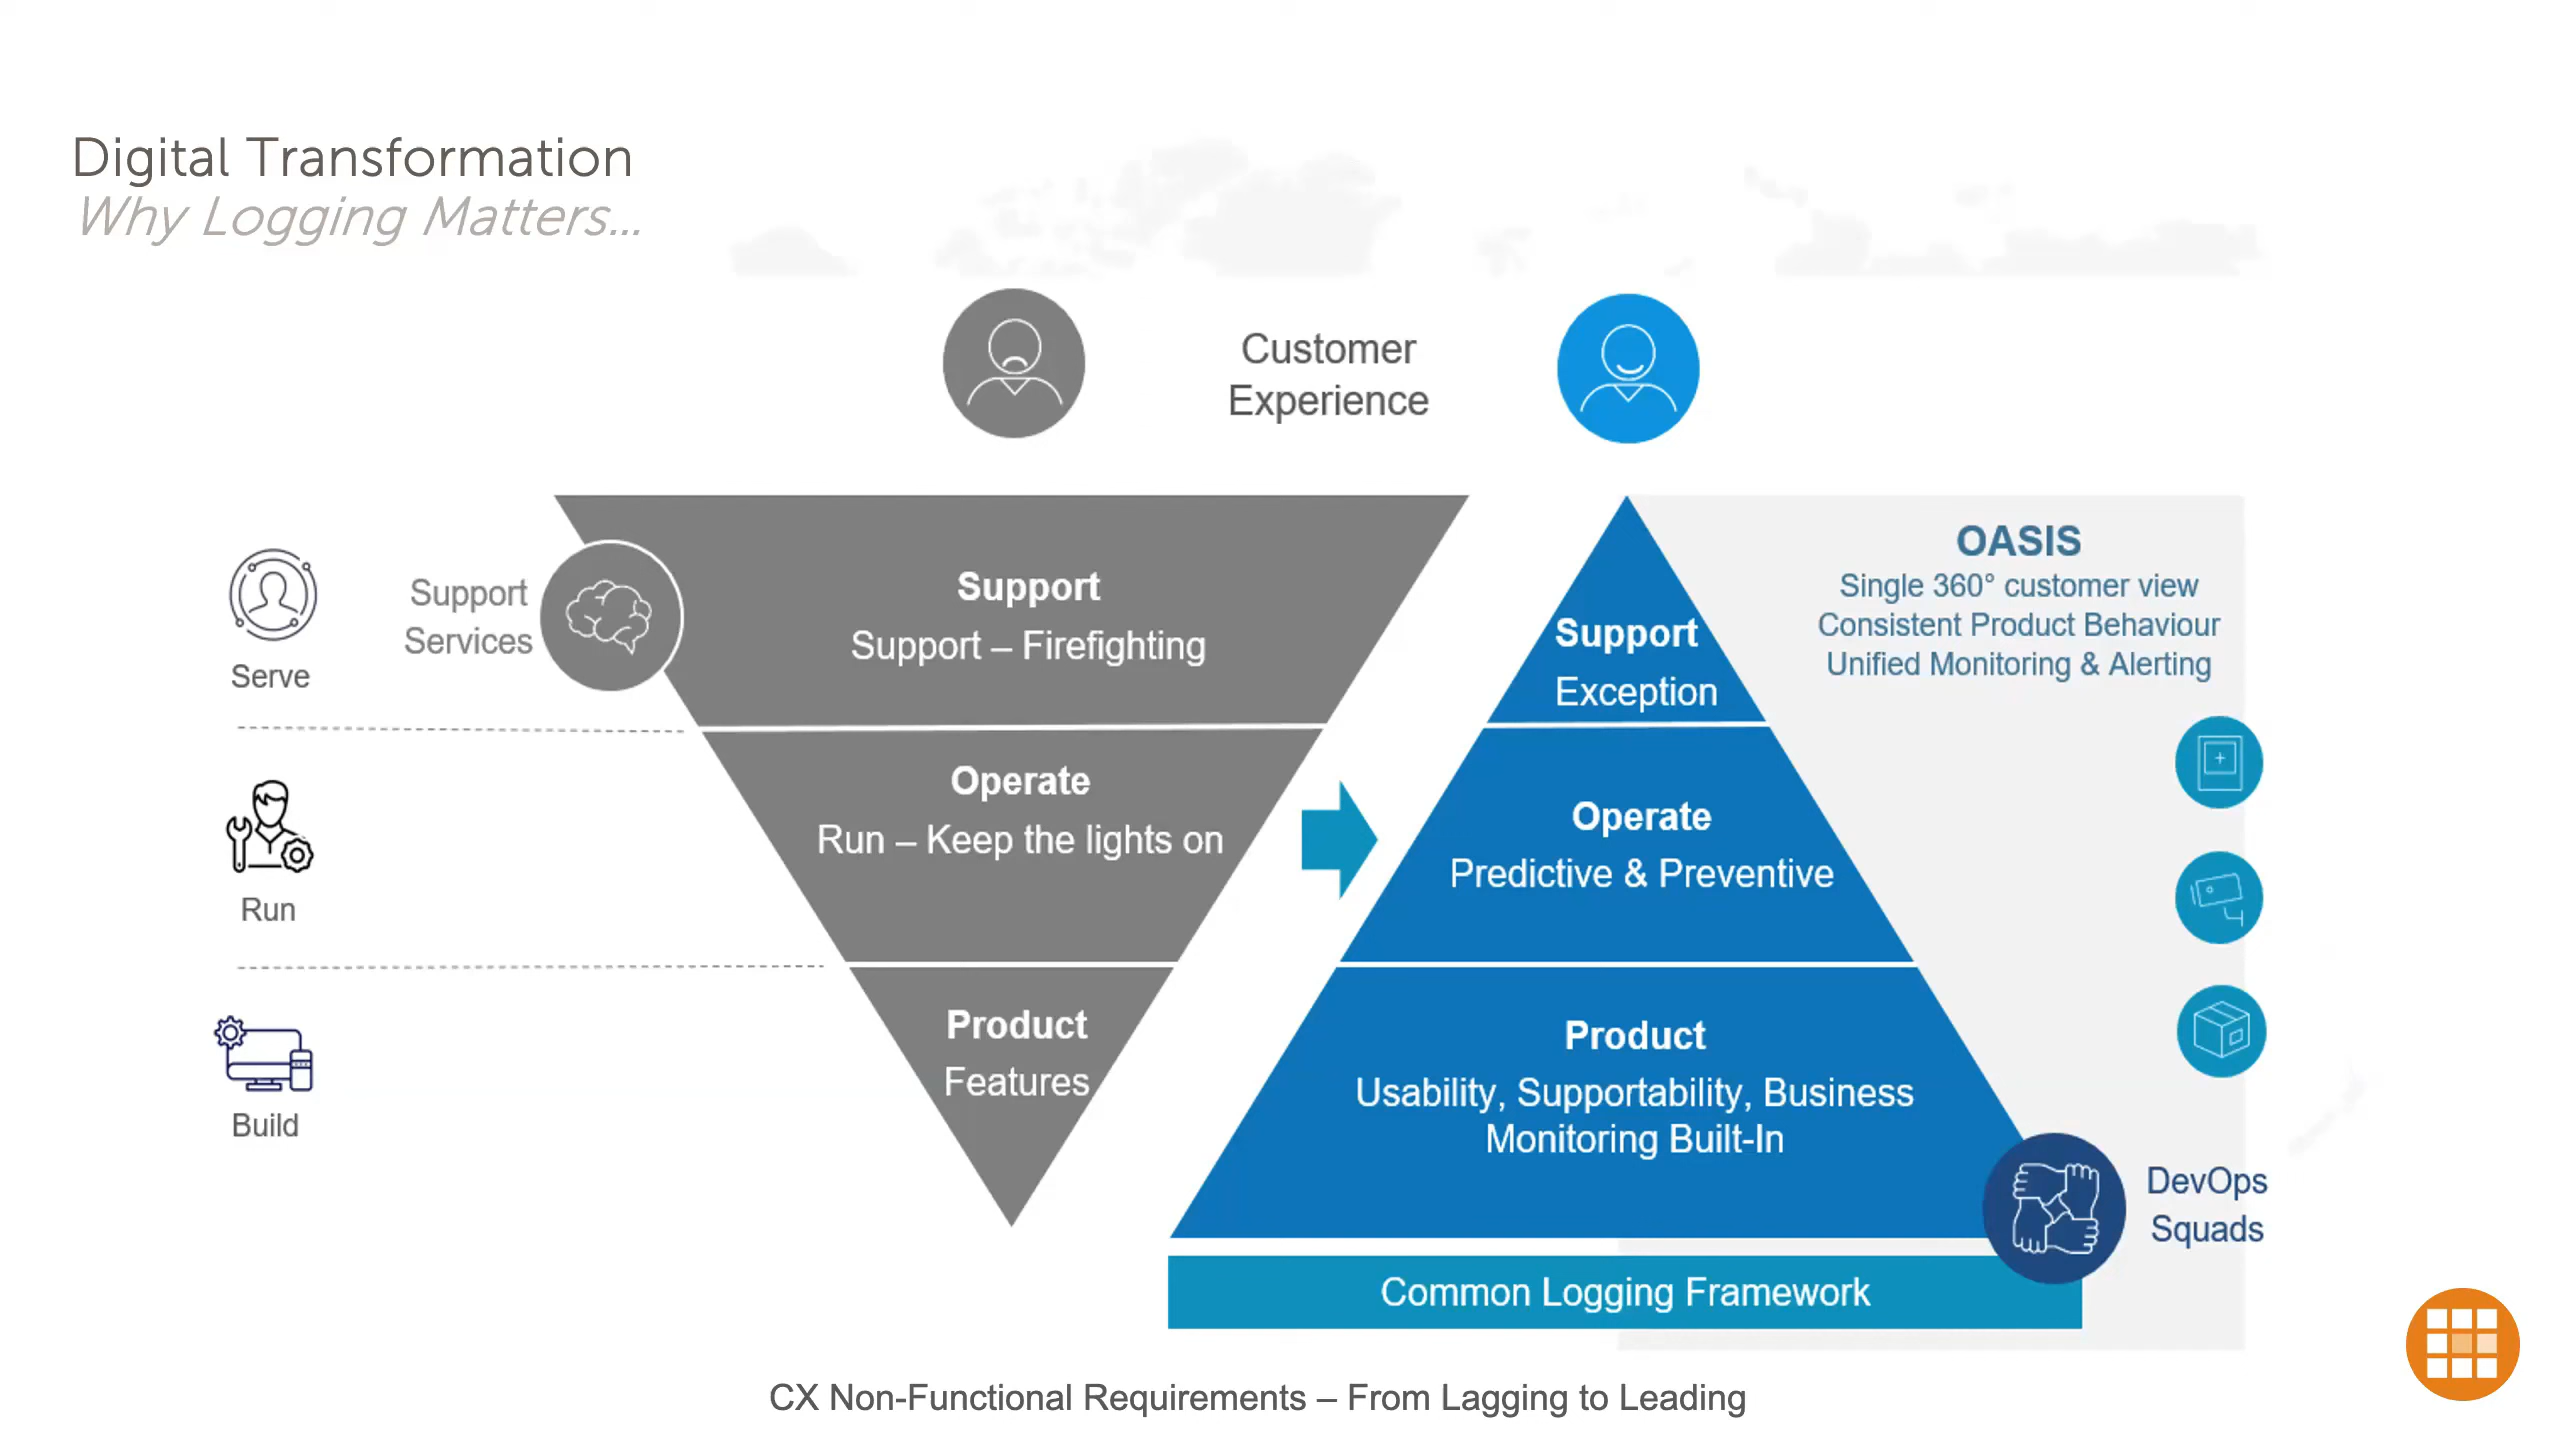 Digital Transformation
Why Logging Matters...
Customer
Experience
Serve
Support
Services
Support
Support – Firefighting
Run
Operate
Run – Keep the lights on
Build
Product
Features
Support
Exception
Operate
Predictive & Preventive
Product
Usability, Supportability, Business
Monitoring Built-In
OASIS
Single 360° customer view
Consistent Product Behaviour
Unified Monitoring & Alerting
DevOps
Squads
Common Logging Framework
CX Non-Functional Requirements – From Lagging to Leading